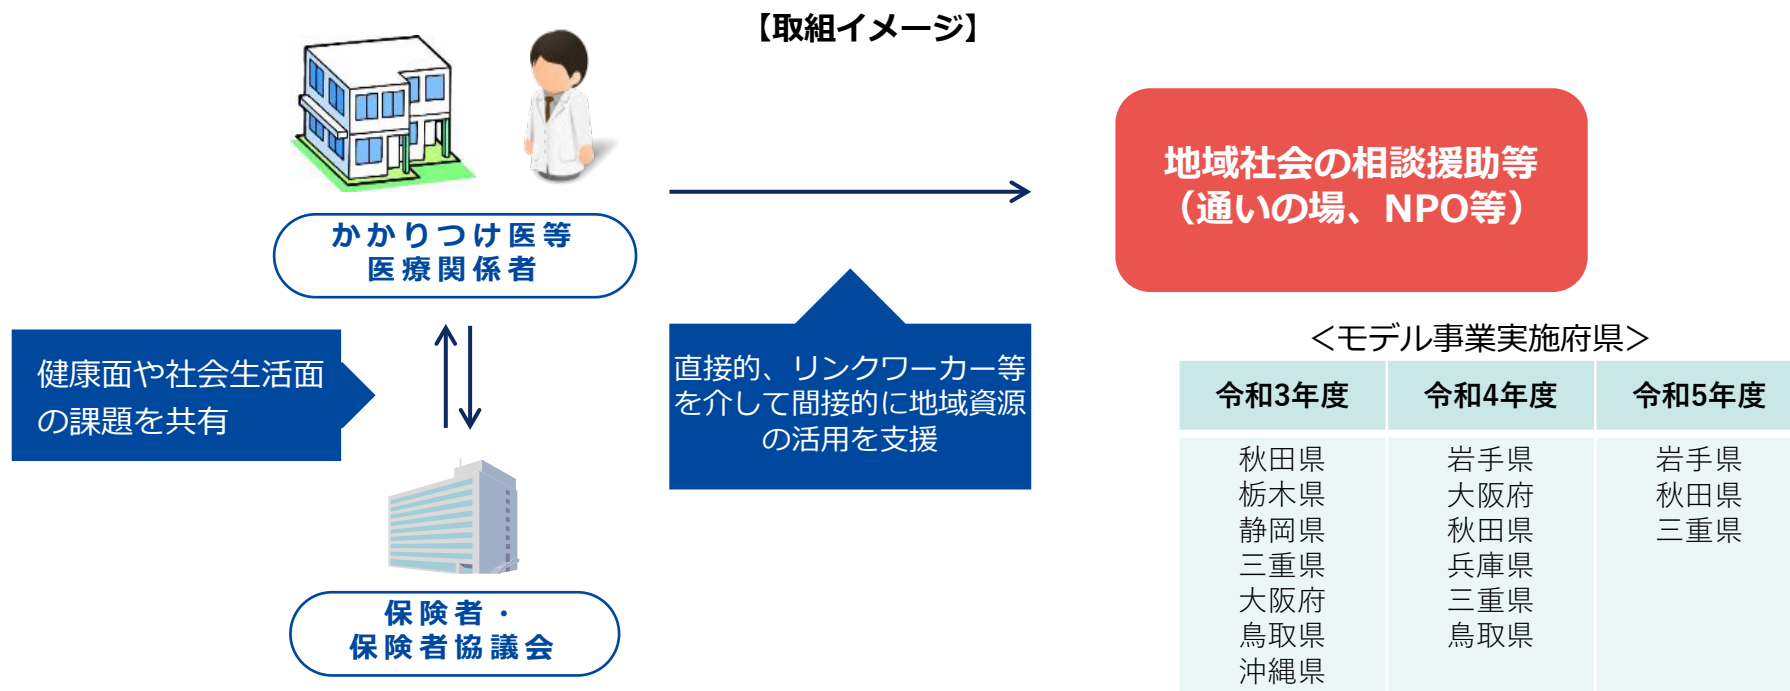 【取組イメージ】
かかりつけ医等
医療関係者
地域社会の相談援助等
（通いの場、NPO等）
健康面や社会生活面
の課題を共有
直接的、リンクワーカー等
を介して間接的に地域資源
の活用を支援
保険者・
保険者協議会
＜モデル事業実施府県＞
令和3年度 令和4年度 令和5年度
秋田県 岩手県 岩手県
栃木県 大阪府 秋田県
静岡県 秋田県 三重県
三重県 兵庫県
大阪府 三重県
鳥取県 鳥取県
沖縄県